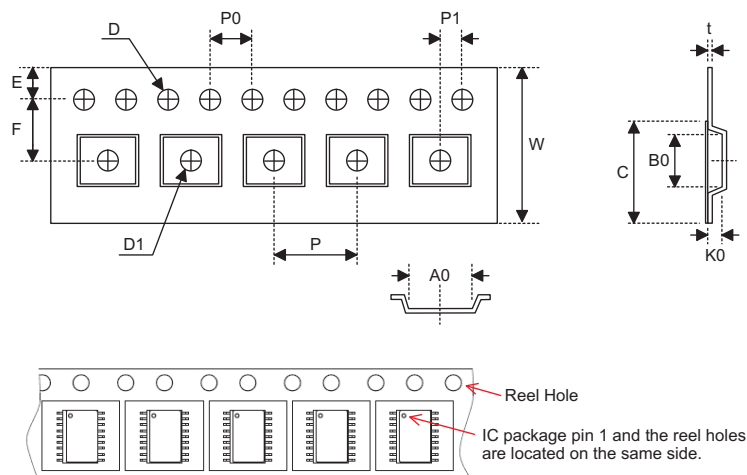 D
P0
P1
t
E
F
W
C
B0
D1
P
A0
K0
Reel Hole
IC package pin 1 and the reel holes
are located on the same side.